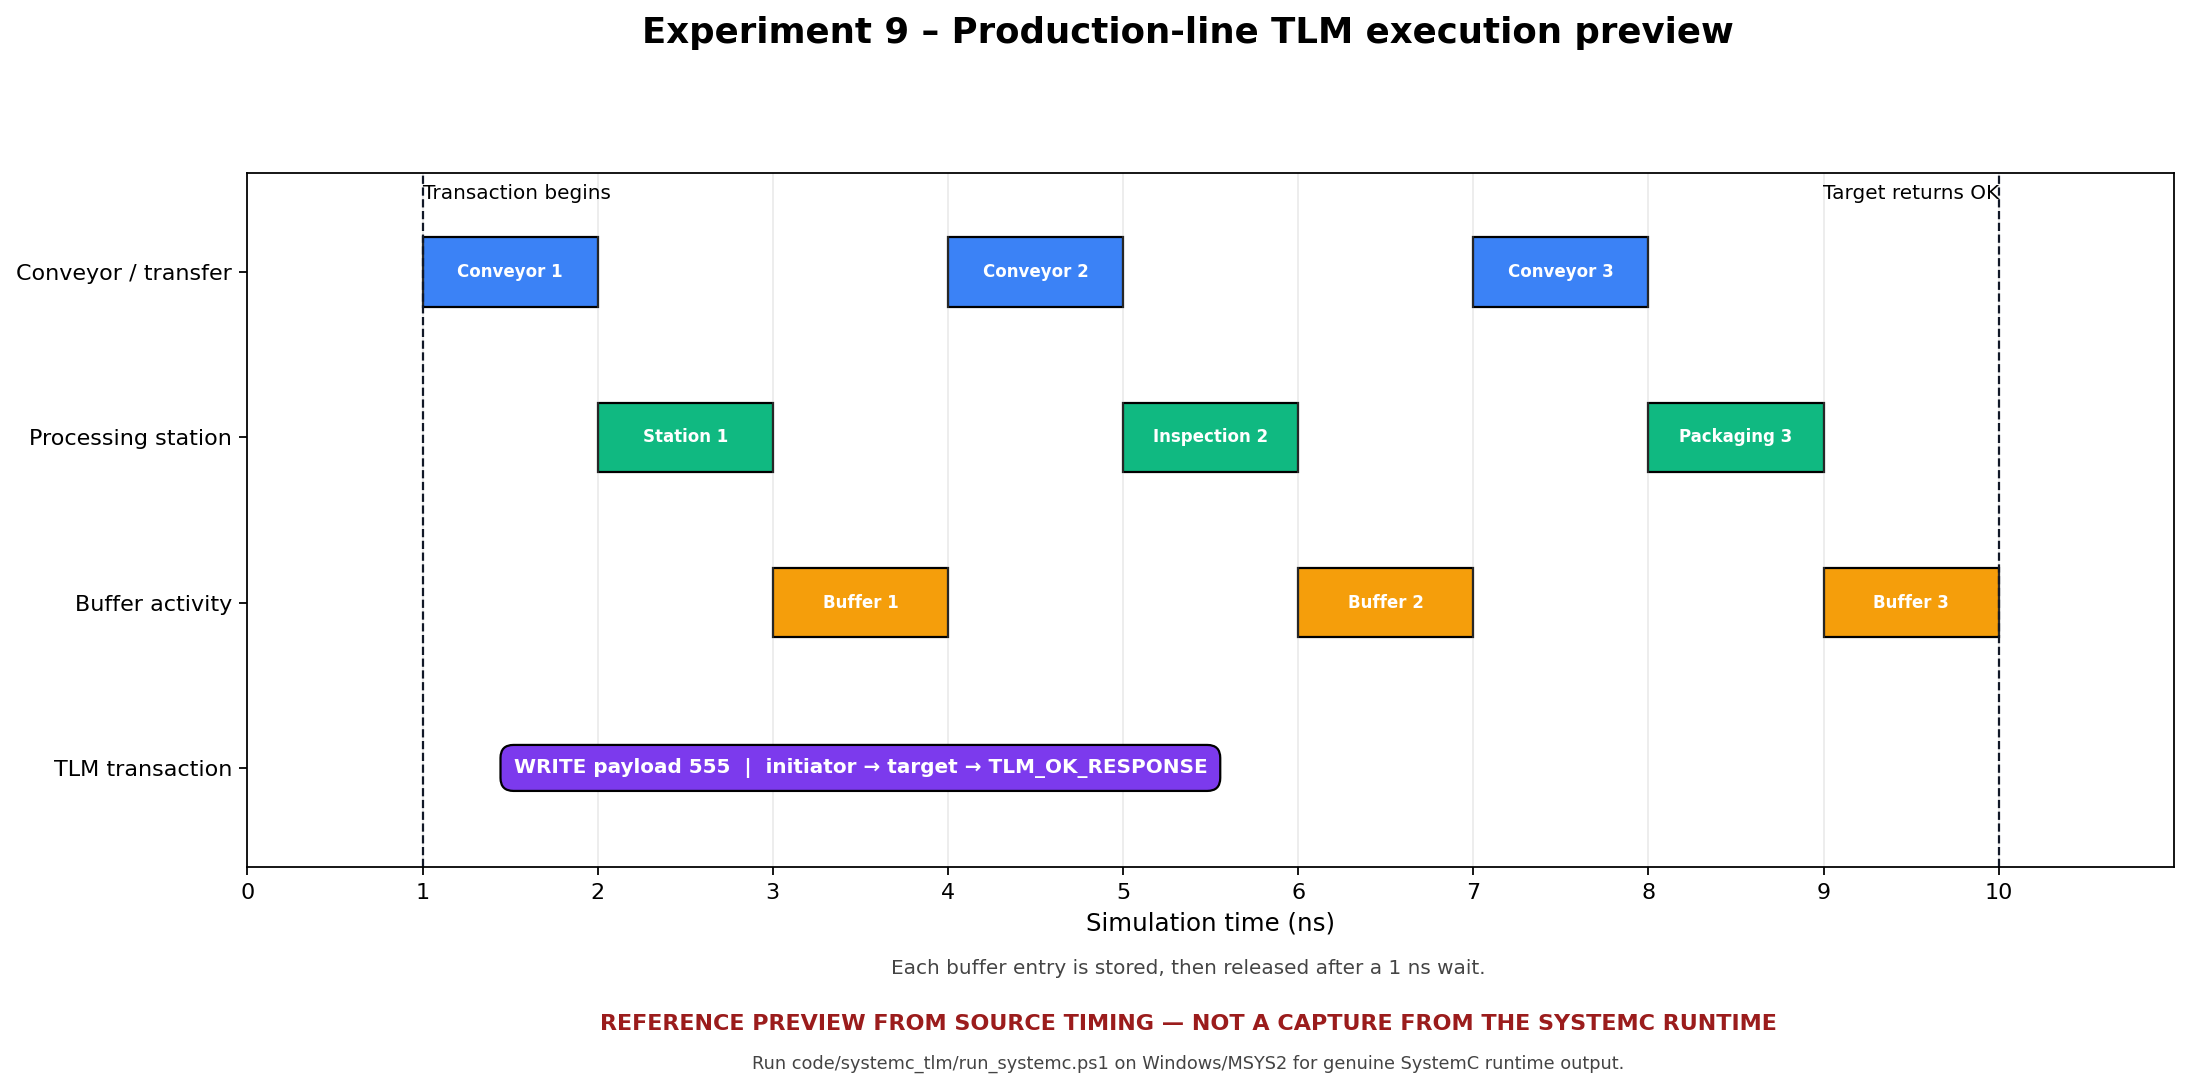 Experiment 9 – Production-line TLM execution preview
Transaction begins
Target returns OK
Conveyor / transfer
Conveyor 1
Conveyor 2
Conveyor 3
Processing station
Station 1
Inspection 2
Packaging 3
Buffer activity
Buffer 1
Buffer 2
Buffer 3
TLM transaction
WRITE payload 555 | initiator → target → TLM_OK_RESPONSE
0 1 2 3 4 5 6 7 8 9 10
Simulation time (ns)
Each buffer entry is stored, then released after a 1 ns wait.
REFERENCE PREVIEW FROM SOURCE TIMING — NOT A CAPTURE FROM THE SYSTEMC RUNTIME
Run code/systemc_tlm/run_systemc.ps1 on Windows/MSYS2 for genuine SystemC runtime output.